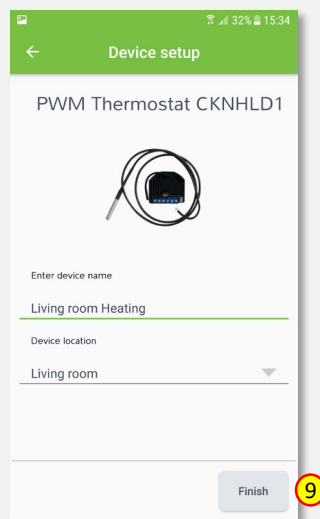 32% 15:34
Device setup
PWM Thermostat CKNHLD1
Enter device name
Living room Heating
Device location
Living room
Finish
9